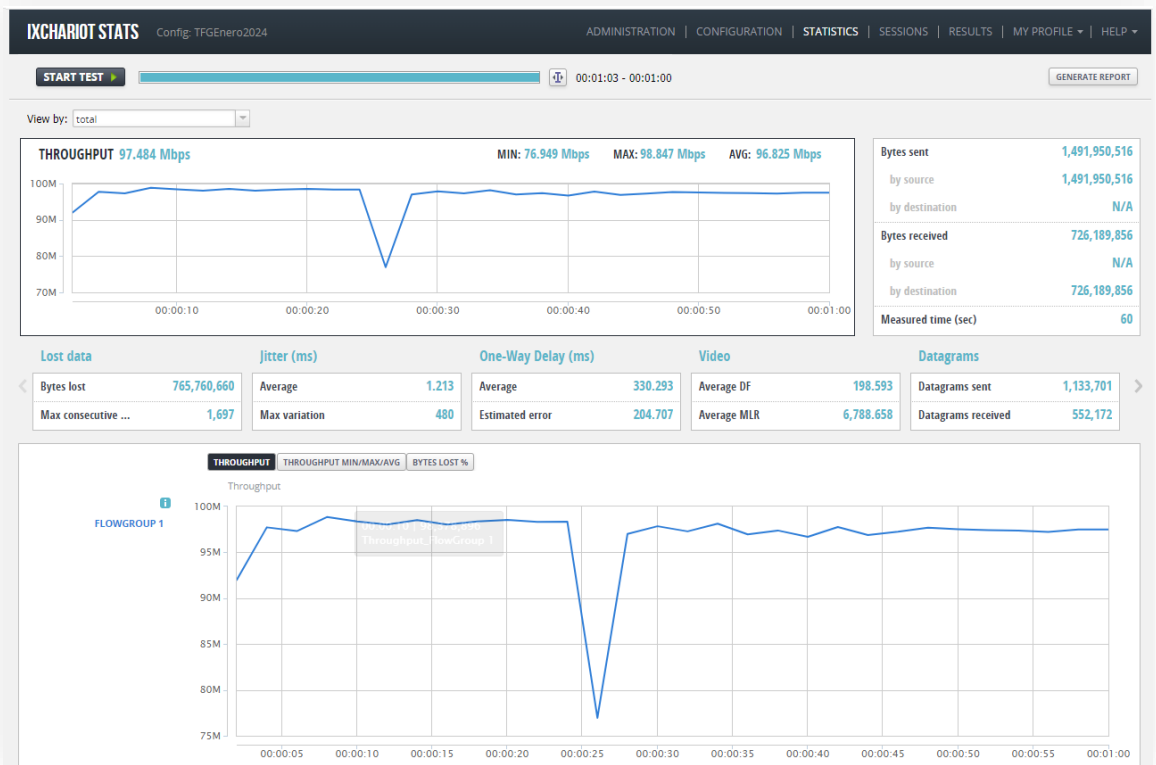 IXCHARIOT STATS Config: TFGEnero2024 ADMINISTRATION | CONFIGURATION | STATISTICS | SESSIONS | RESULTS | MY PROFILE | HELP
START TEST 00:01:03 - 00:01:00 GENERATE REPORT
View by: total
THROUGHPUT 97.484 Mbps MIN: 76.949 Mbps MAX: 98.847 Mbps AVG: 96.825 Mbps
100M
90M
80M
70M
00:00:10 00:00:20 00:00:30 00:00:40 00:00:50 00:01:00
Bytes sent 1,491,950,516
by source 1,491,950,516
by destination N/A
Bytes received 726,189,856
by source N/A
by destination 726,189,856
Measured time (sec) 60
Lost data
Bytes lost 765,760,660
Max consecutive ... 1,697
Jitter (ms)
Average 1.213
Max variation 480
One-Way Delay (ms)
Average 330.293
Estimated error 204.707
Video
Average DF 198.593
Average MLR 6,788.658
Datagrams
Datagrams sent 1,133,701
Datagrams received 552,172
THROUGHPUT THROUGHPUT MIN/MAX/AVG BYTES LOST %
Throughput
FLOWGROUP 1
Throughput_FlowGroup 1
100M
95M
90M
85M
80M
75M
00:00:05 00:00:10 00:00:15 00:00:20 00:00:25 00:00:30 00:00:35 00:00:40 00:00:45 00:00:50 00:00:55 00:01:00